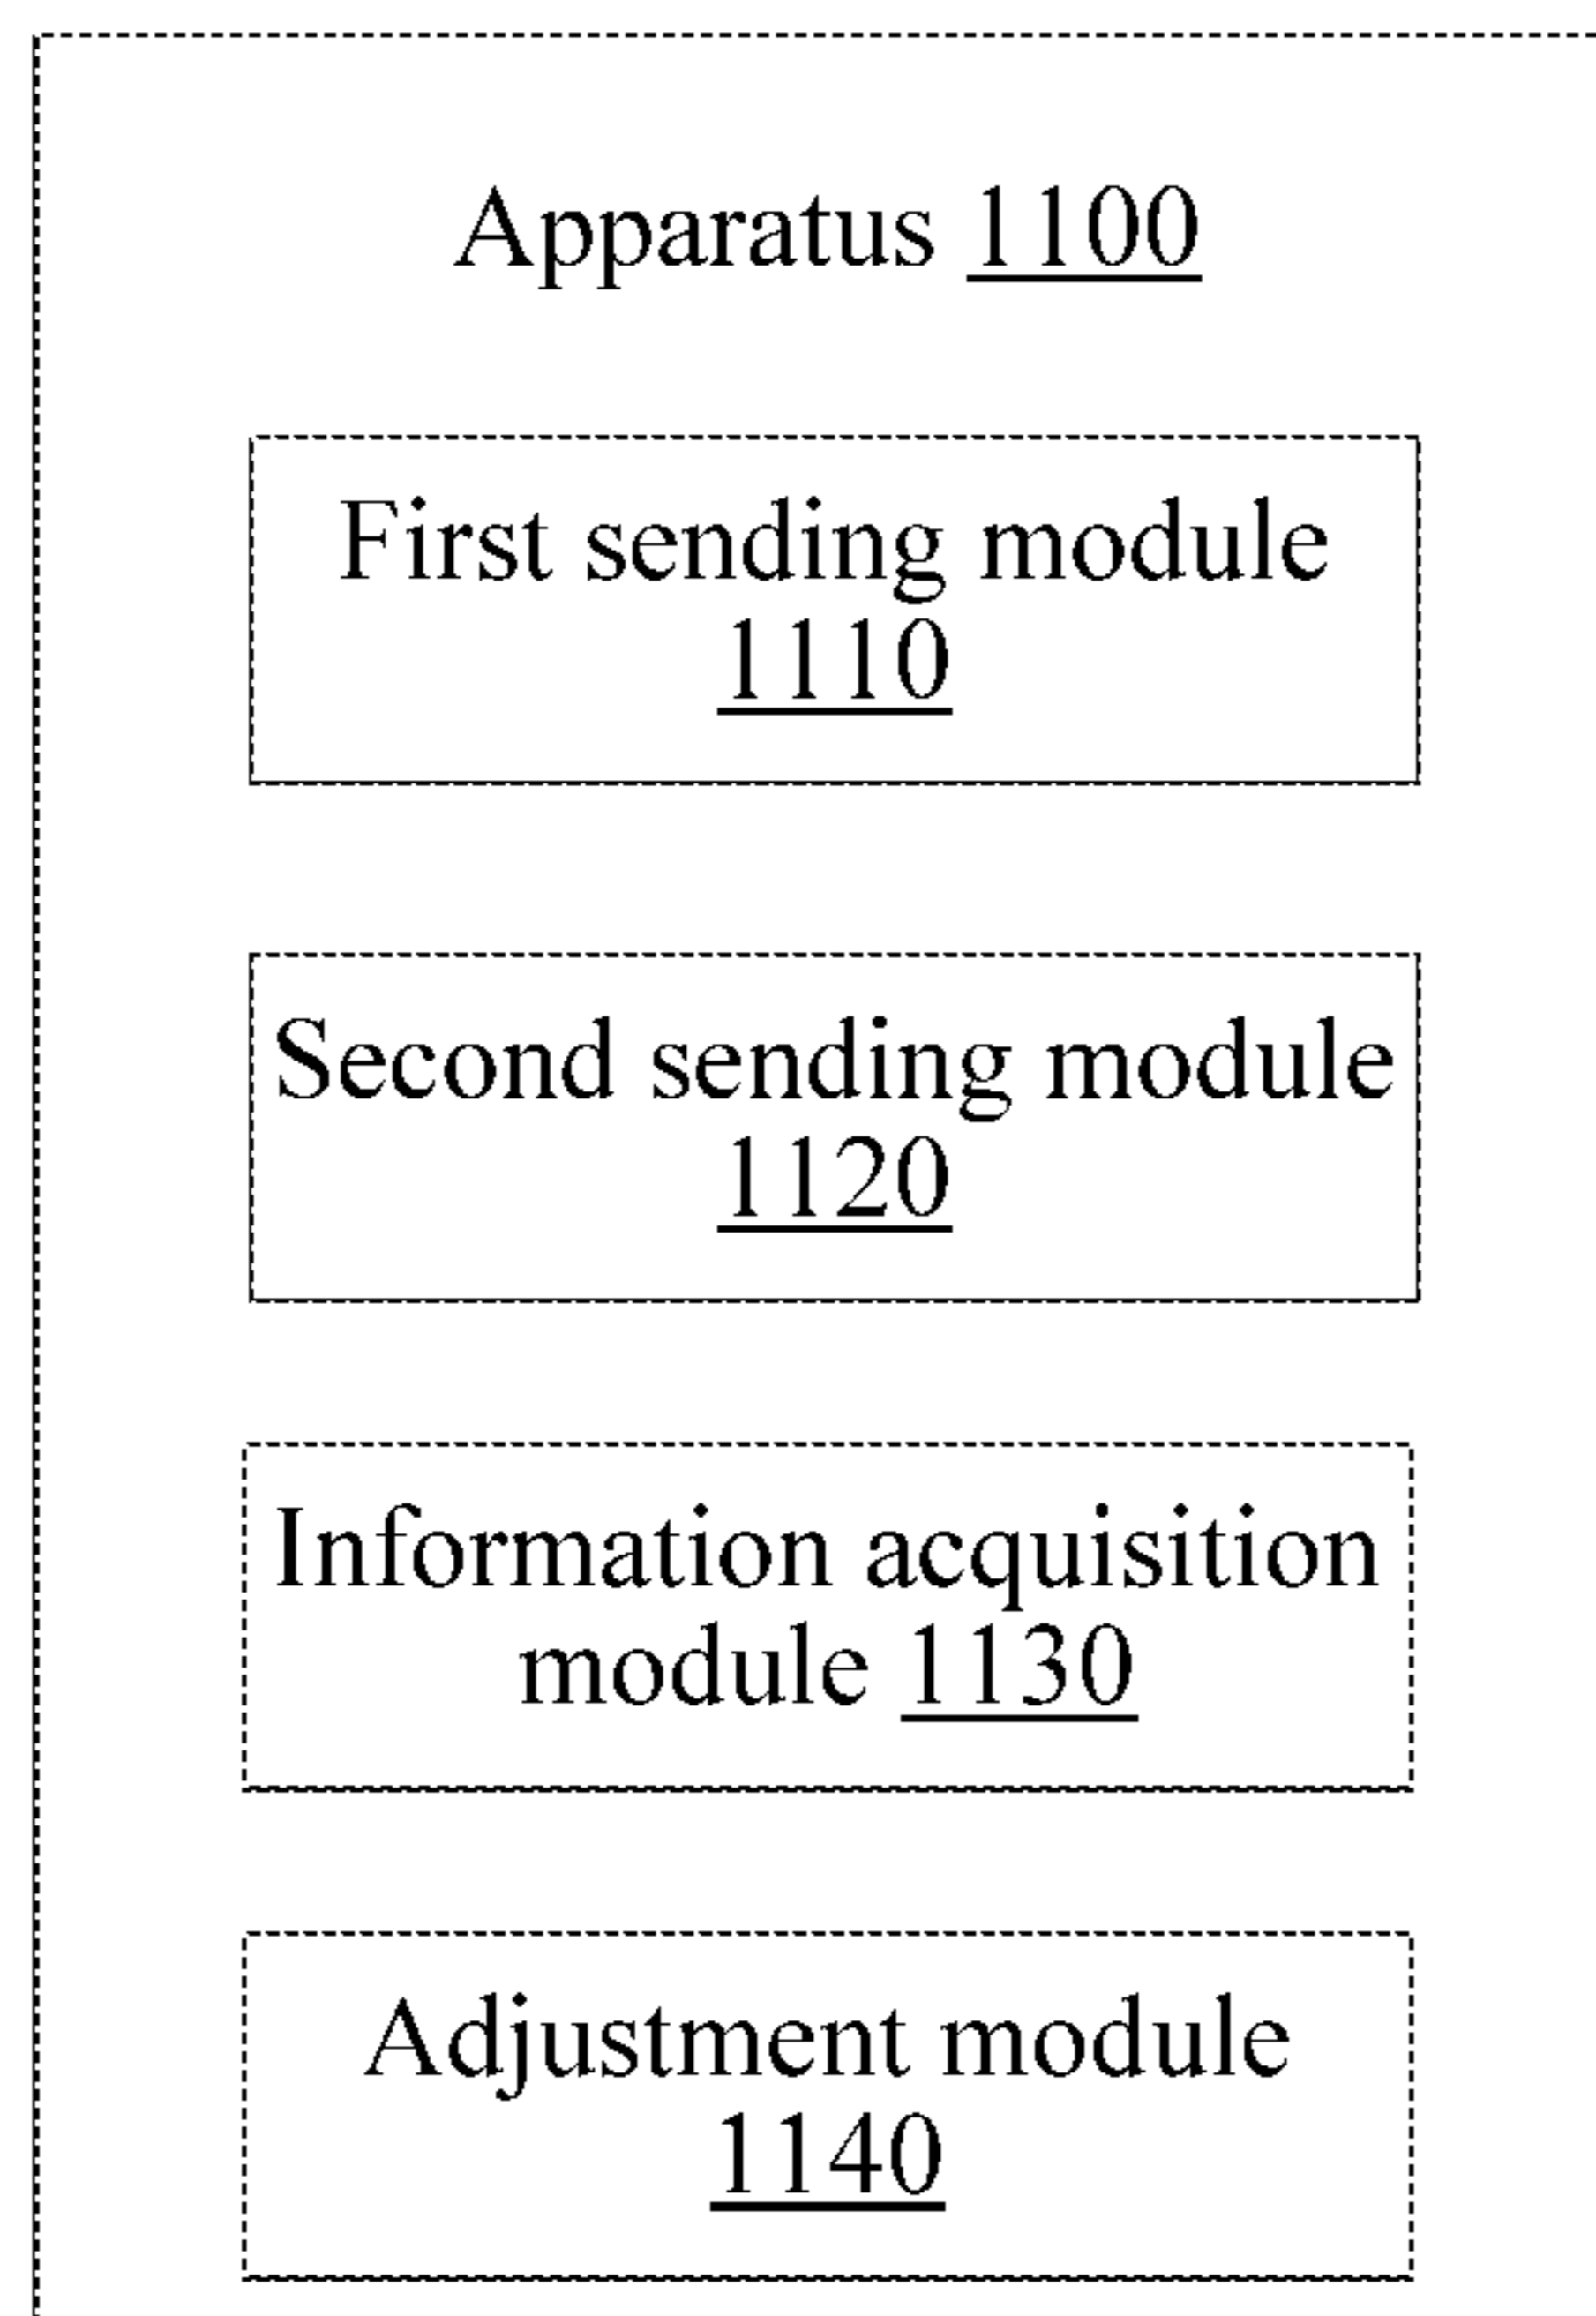 Apparatus 1100
First sending module
1110
Second sending module
1120
Information acquisition
module 1130
Adjustment module
1140